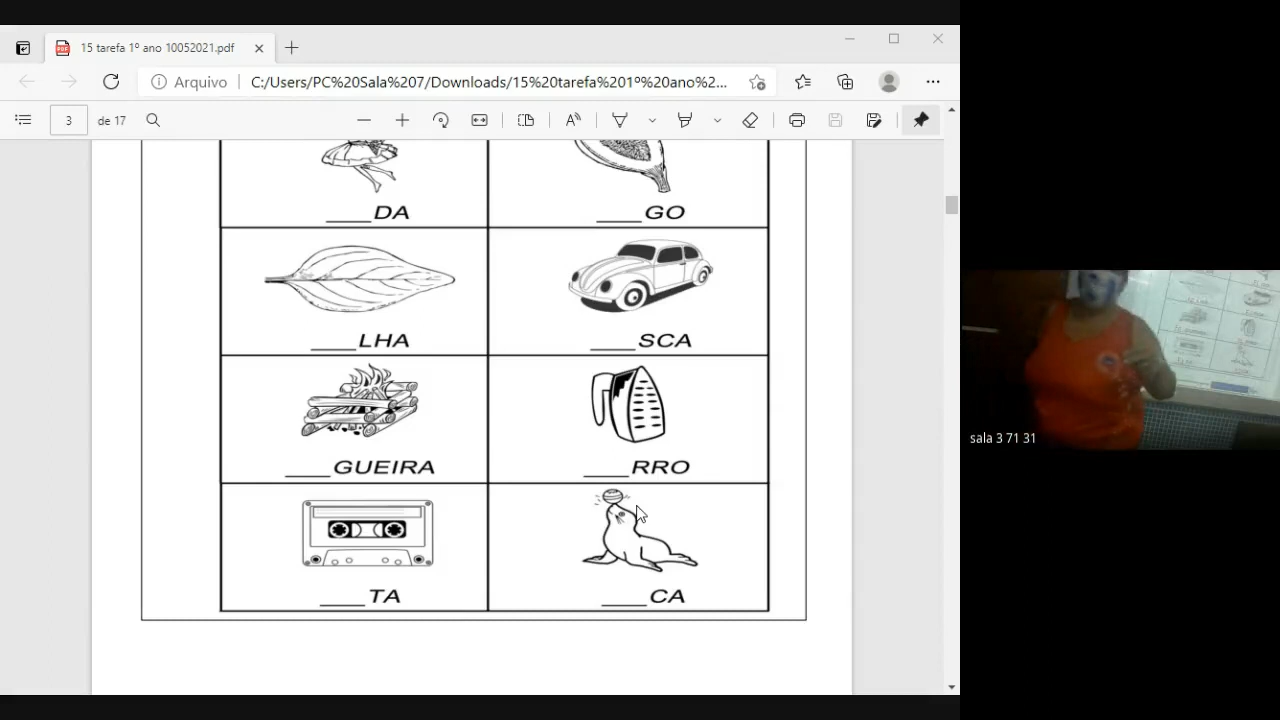 15 tarefa 1º ano 10052021.pdf
Arquivo
C:/Users/PC%20Sala%207/Downloads/15%20tarefa%201º%20ano%2...
3 de 17
____DA ____GO
____LHA ____SCA
____GUEIRA ____RRO
____TA ____CA
sala 3 71 31